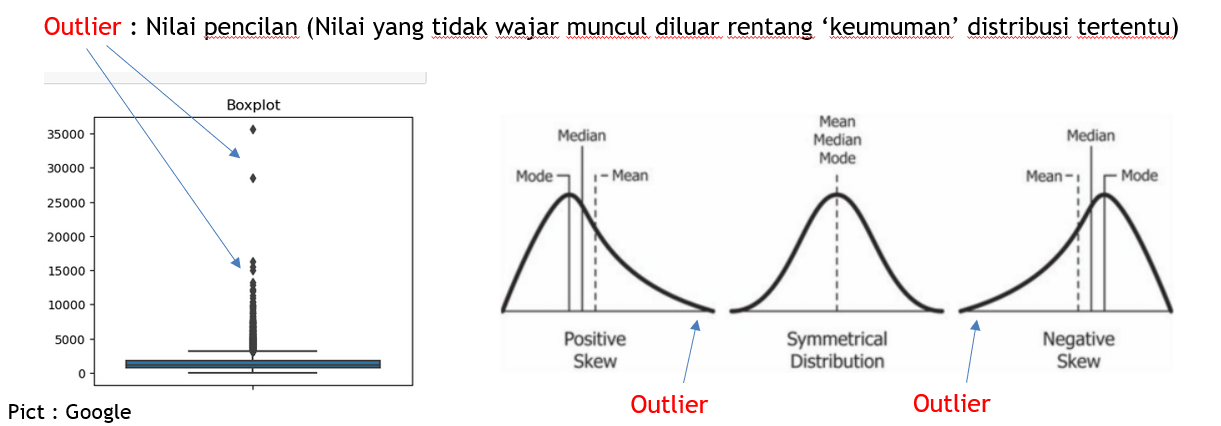 Outlier : Nilai pencilan (Nilai yang tidak wajar muncul diluar rentang ‘keumuman’ distribusi tertentu)
Boxplot
35000
30000
25000
20000
15000
10000
5000
0
Pict : Google
Median
Mode
Mean
Positive
Skew
Outlier
Mean
Median
Mode
Symmetrical
Distribution
Median
Mean
Mode
Negative
Skew
Outlier